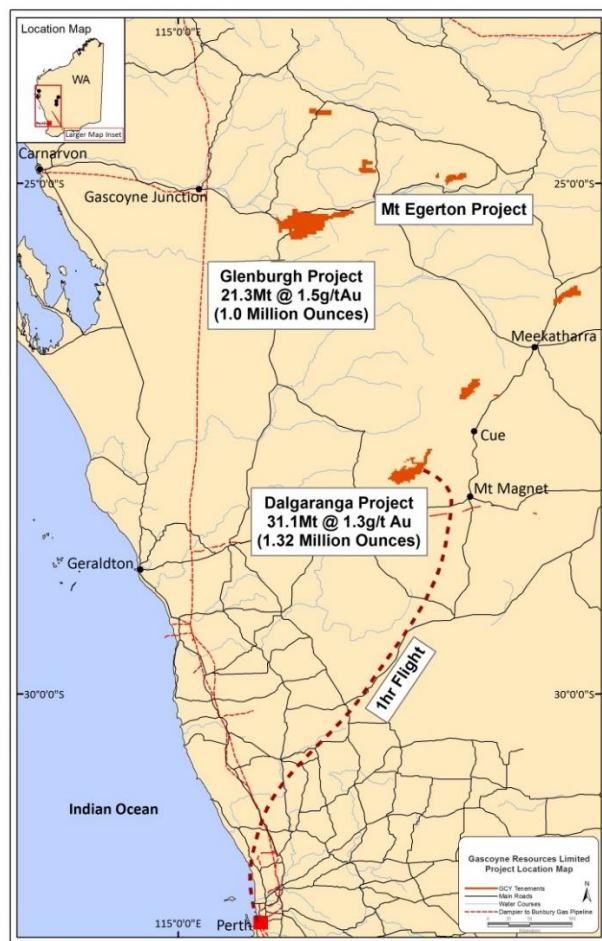 Location Map
WA
Larger Map Inset
115°0'0"E
Carnarvon
25°0'0"S
Gascoyne Junction
25°0'0"S
Mt Egerton Project
Glenburgh Project
21.3Mt @ 1.5g/tAu
(1.0 Million Ounces)
Meekatharra
Cue
Mt Magnet
Dalgaranga Project
31.1Mt @ 1.3g/t Au
(1.32 Million Ounces)
Geraldton
1hr Flight
30°0'0"S
30°0'0"S
Indian Ocean
Gascoyne Resources Limited
Project Location Map
GCY Tenements
Main Roads
Water Courses
Dampier to Bunbury Gas Pipeline
N
Perth
115°0'0"E